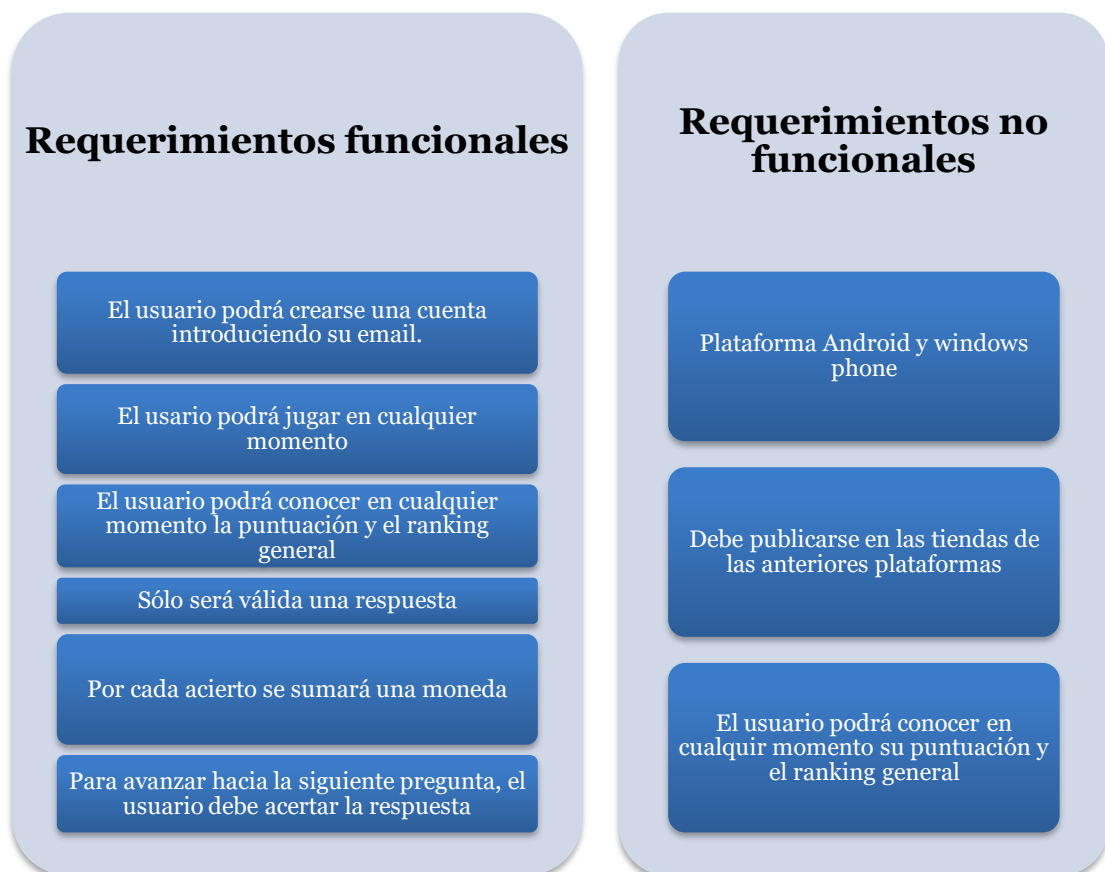 Requerimientos funcionales
El usuario podrá crearse una cuenta
introduciendo su email.
El usario podrá jugar en cualquier
momento
El usuario podrá conocer en cualquier
momento la puntuación y el ranking
general
Sólo será válida una respuesta
Por cada acierto se sumará una moneda
Para avanzar hacia la siguiente pregunta, el
usuario debe acertar la respuesta
Requerimientos no
funcionales
Plataforma Android y windows
phone
Debe publicarse en las tiendas de
las anteriores plataformas
El usuario podrá conocer en
cualquir momento su puntuación y
el ranking general